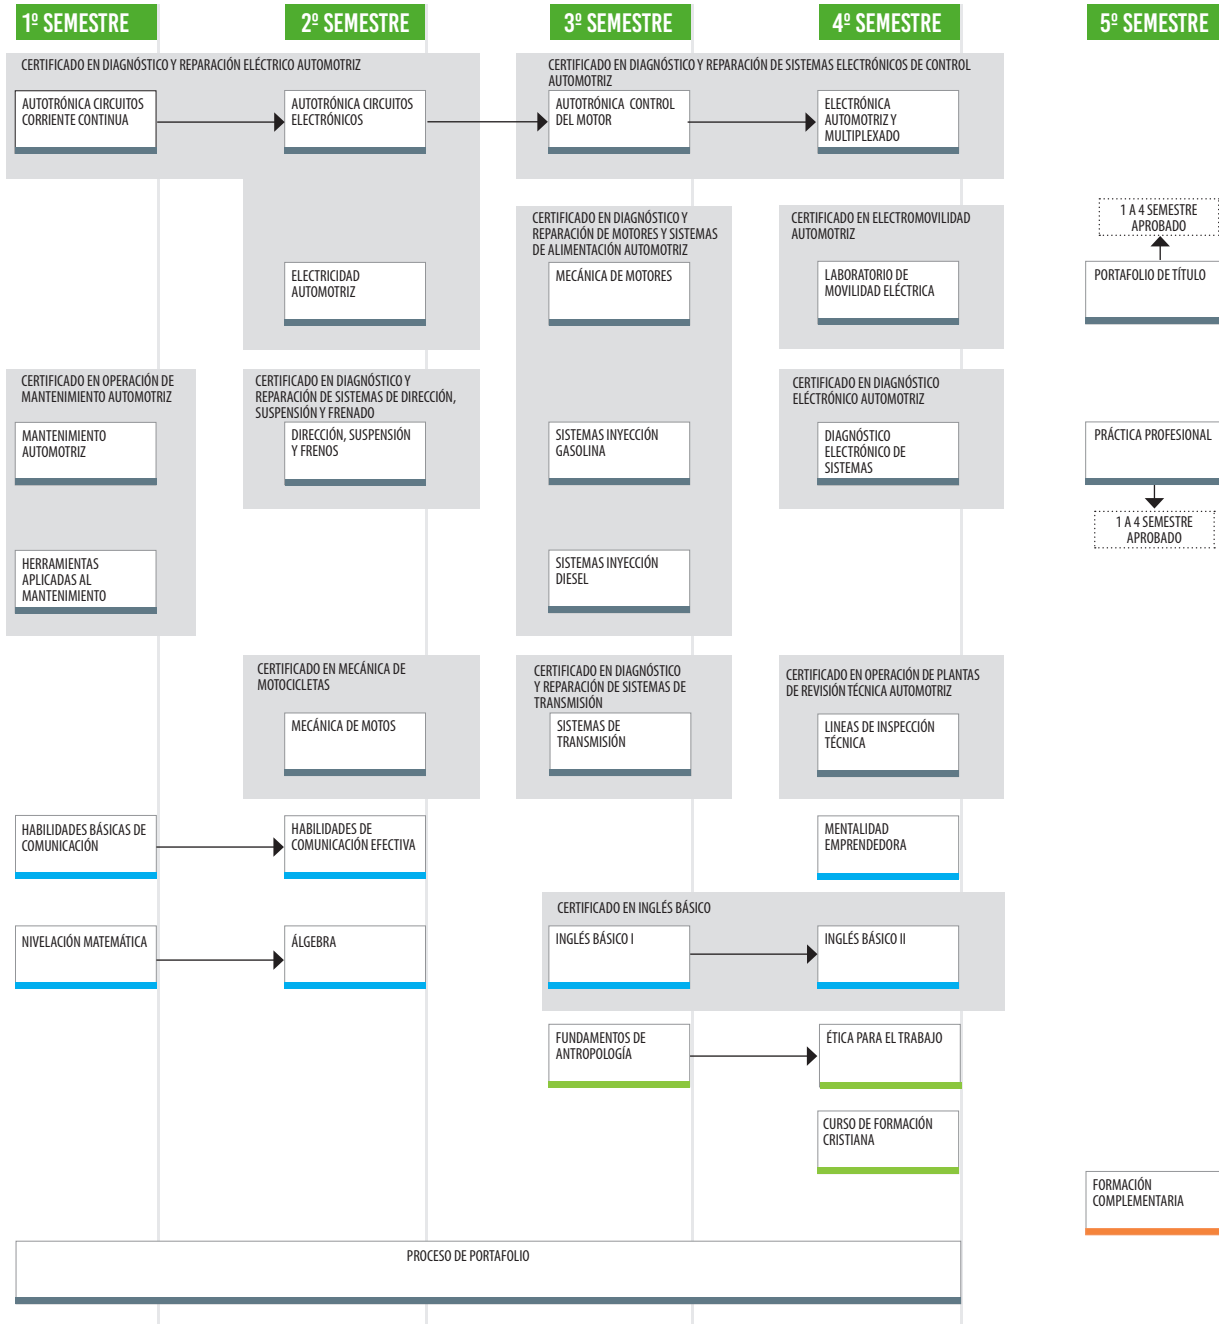 1º SEMESTRE
2º SEMESTRE
3º SEMESTRE
4º SEMESTRE
5º SEMESTRE
CERTIFICADO EN DIAGNÓSTICO Y REPARACIÓN ELÉCTRICO AUTOMOTRIZ
CERTIFICADO EN DIAGNÓSTICO Y REPARACIÓN DE SISTEMAS ELECTRÓNICOS DE CONTROL
AUTOMOTRIZ
AUTOTRÓNICA CIRCUITOS
CORRIENTE CONTINUA
AUTOTRÓNICA CIRCUITOS
ELECTRÓNICOS
AUTOTRÓNICA CONTROL
DEL MOTOR
ELECTRÓNICA
AUTOMOTRIZ Y
MULTIPLEXADO
CERTIFICADO EN DIAGNÓSTICO Y
REPARACIÓN DE MOTORES Y SISTEMAS
DE ALIMENTACIÓN AUTOMOTRIZ
CERTIFICADO EN ELECTROMOVILIDAD
AUTOMOTRIZ
1 A 4 SEMESTRE
APROBADO
ELECTRICIDAD
AUTOMOTRIZ
MECÁNICA DE MOTORES
LABORATORIO DE
MOVILIDAD ELÉCTRICA
PORTAFOLIO DE TÍTULO
CERTIFICADO EN OPERACIÓN DE
MANTENIMIENTO AUTOMOTRIZ
CERTIFICADO EN DIAGNÓSTICO Y
REPARACIÓN DE SISTEMAS DE DIRECCIÓN,
SUSPENSIÓN Y FRENADO
CERTIFICADO EN DIAGNÓSTICO
ELÉCTRÓNICO AUTOMOTRIZ
MANTENIMIENTO
AUTOMOTRIZ
DIRECCIÓN, SUSPENSIÓN
Y FRENOS
SISTEMAS INYECCIÓN
GASOLINA
DIAGNÓSTICO
ELECTRÓNICO DE
SISTEMAS
PRÁCTICA PROFESIONAL
1 A 4 SEMESTRE
APROBADO
HERRAMIENTAS
APLICADAS AL
MANTENIMIENTO
SISTEMAS INYECCIÓN
DIESEL
CERTIFICADO EN MECÁNICA DE
MOTOCICLETAS
CERTIFICADO EN DIAGNÓSTICO
Y REPARACIÓN DE SISTEMAS DE
TRANSMISIÓN
CERTIFICADO EN OPERACIÓN DE PLANTAS
DE REVISIÓN TÉCNICA AUTOMOTRIZ
MECÁNICA DE MOTOS
SISTEMAS DE
TRANSMISIÓN
LINEAS DE INSPECCIÓN
TÉCNICA
HABILIDADES BÁSICAS DE
COMUNICACIÓN
HABILIDADES DE
COMUNICACIÓN EFECTIVA
MENTALIDAD
EMPRENDEDORA
CERTIFICADO EN INGLÉS BÁSICO
NIVELACIÓN MATEMÁTICA
ÁLGEBRA
INGLÉS BÁSICO I
INGLÉS BÁSICO II
FUNDAMENTOS DE
ANTROPOLOGÍA
ÉTICA PARA EL TRABAJO
CURSO DE FORMACIÓN
CRISTIANA
FORMACIÓN
COMPLEMENTARIA
PROCESO DE PORTAFOLIO